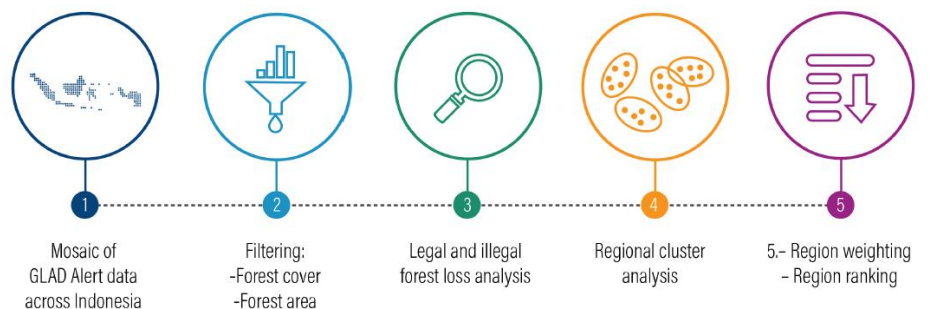 1
2
3
4
5
Mosaic of
GLAD Alert data
across Indonesia
Filtering:
-Forest cover
-Forest area
Legal and illegal
forest loss analysis
Regional cluster
analysis
5.– Region weighting
– Region ranking